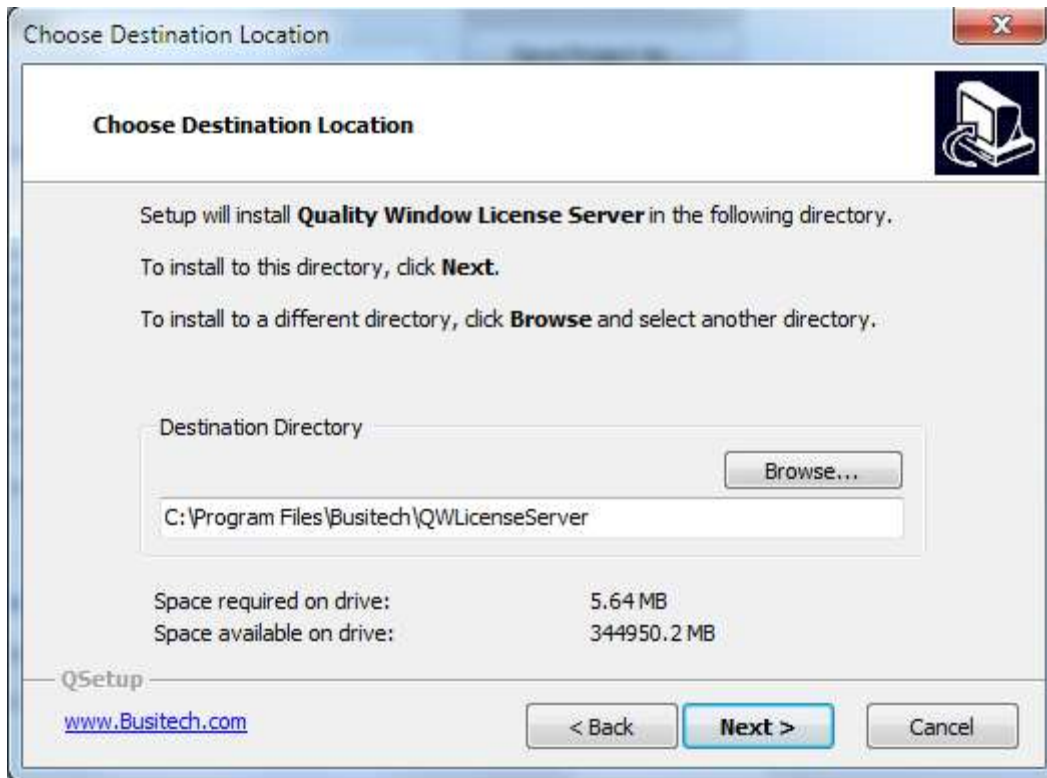 Choose Destination Location
Choose Destination Location
Setup will install Quality Window License Server in the following directory.
To install to this directory, click Next.
To install to a different directory, click Browse and select another directory.
Destination Directory
Browse...
C:\Program Files\Busitech\QWLicenseServer
Space required on drive: 5.64 MB
Space available on drive: 344950.2 MB
QSetup
www.Busitech.com < Back Next > Cancel